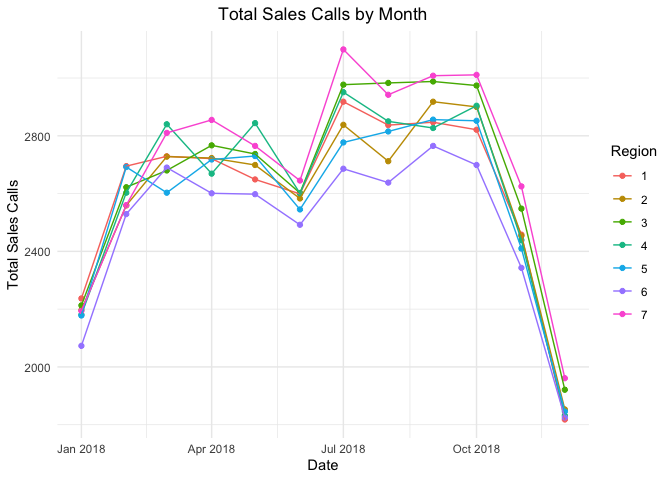 Total Sales Calls by Month
Total Sales Calls
2800
2400
2000
Jan 2018
Apr 2018
Jul 2018
Oct 2018
Date
Region
1
2
3
4
5
6
7